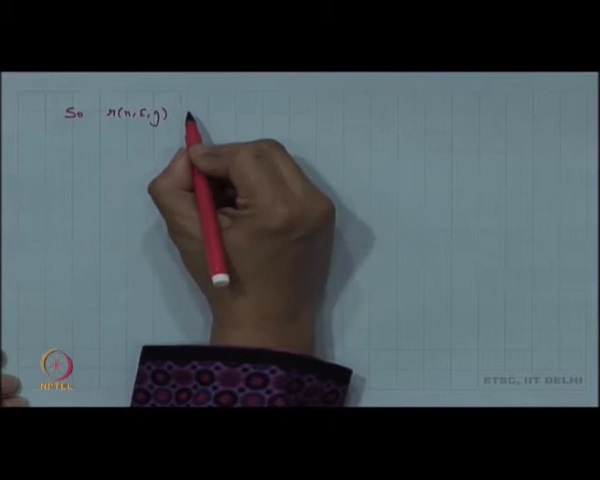 So r(n, s, g)
NPTEL
ETSC, IIT DELHI